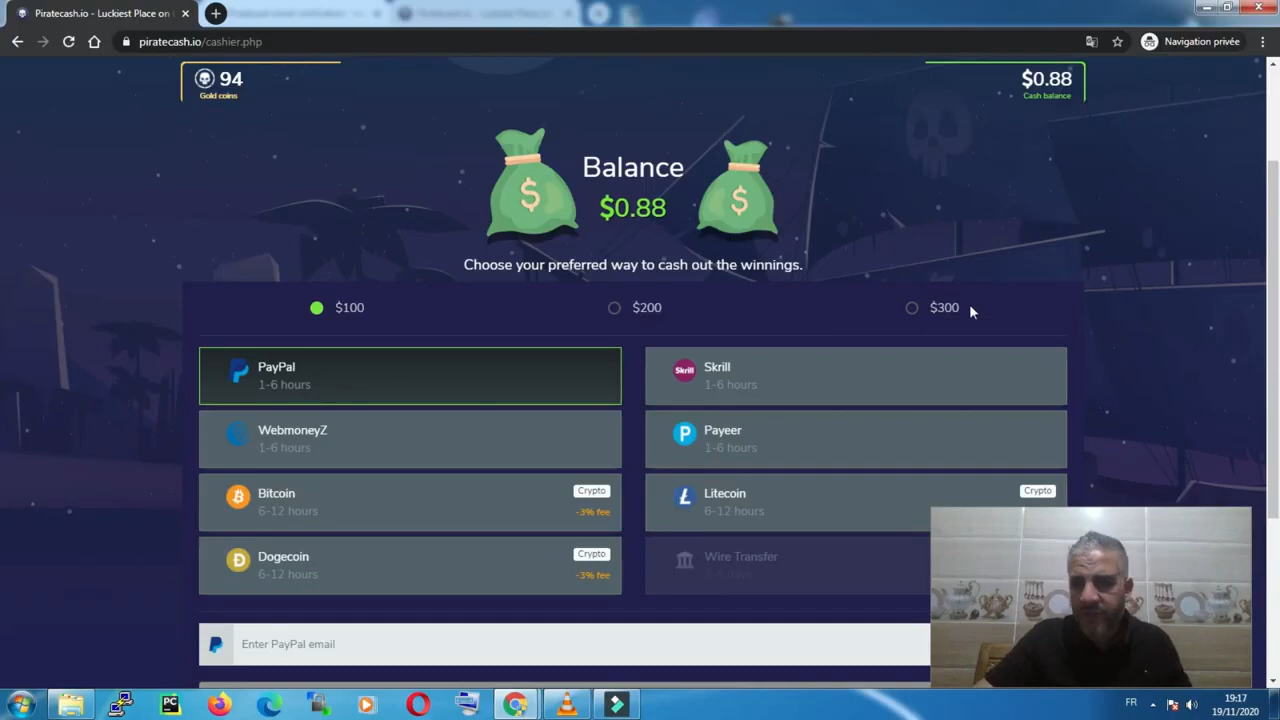 Piratecash.io - Luckiest Place on
piratecash.io/cashier.php
Navigation privée
94
Gold coins
$0.88
Cash balance
Balance
$0.88
Choose your preferred way to cash out the winnings.
$100
$200
$300
PayPal
1-6 hours
Skrill
Skrill
1-6 hours
WebmoneyZ
1-6 hours
Payeer
1-6 hours
Bitcoin
Crypto
6-12 hours
-3% fee
Litecoin
Crypto
6-12 hours
Dogecoin
Crypto
6-12 hours
-3% fee
Wire Transfer
Enter PayPal email
PC
FR
19:17
19/11/2020